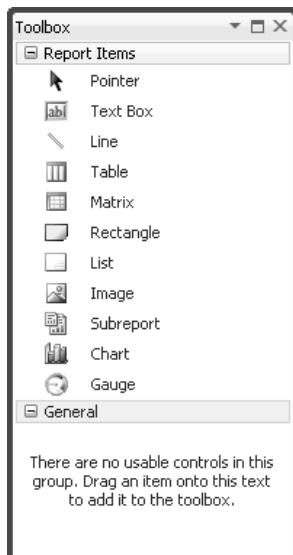 Toolbox
Report Items
Pointer
abl Text Box
Line
Table
Matrix
Rectangle
List
Image
Subreport
Chart
Gauge
General
There are no usable controls in this
group. Drag an item onto this text
to add it to the toolbox.